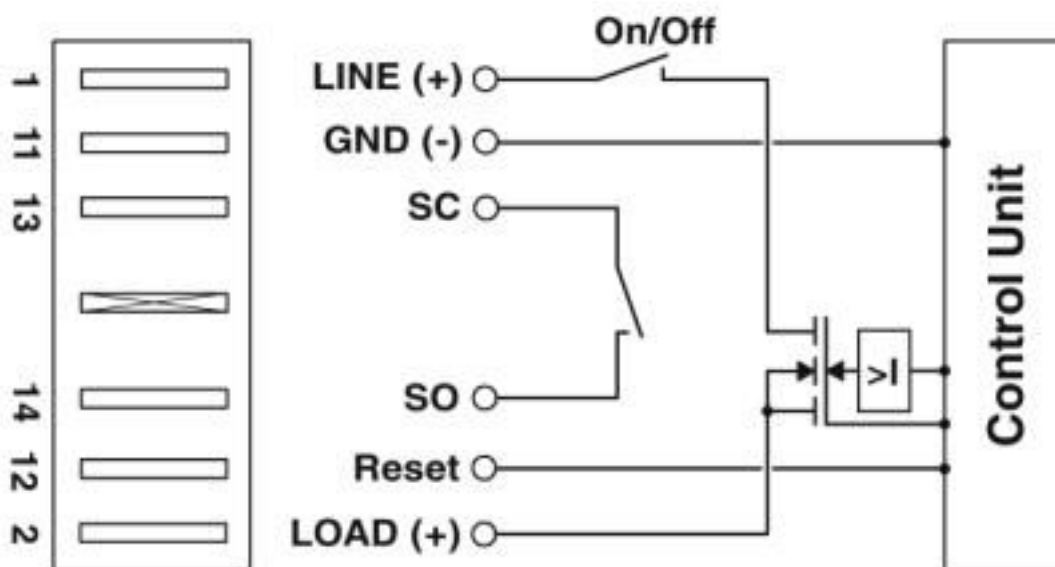 On/Off
1
LINE (+)
11
GND (-)
13
SC
14
SO
12
Reset
2
LOAD (+)
>I
Control Unit